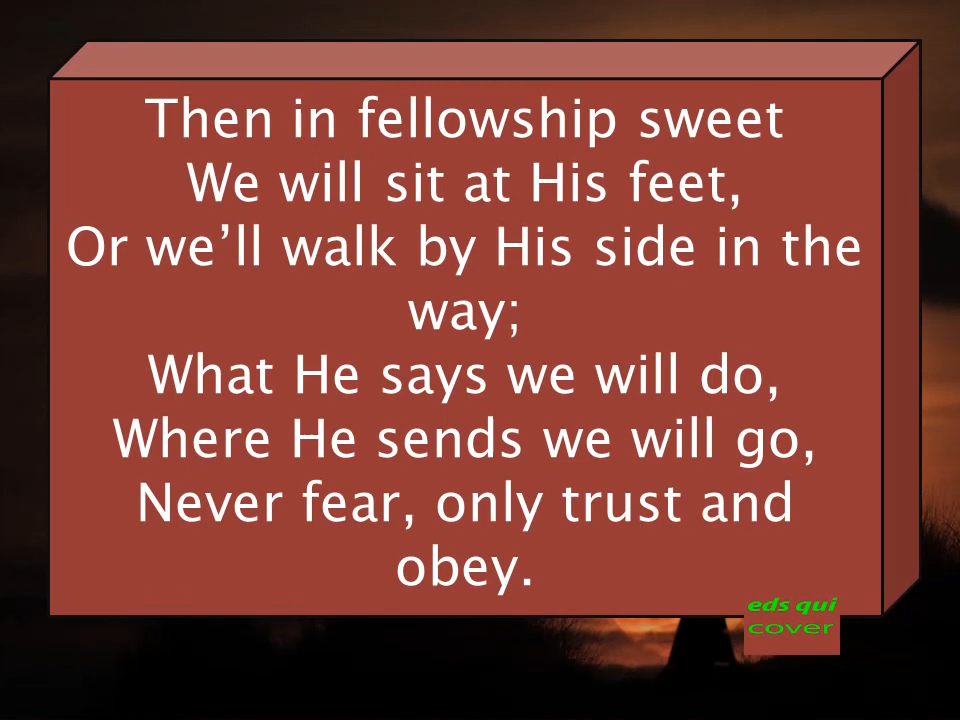 Then in fellowship sweet
We will sit at His feet,
Or we’ll walk by His side in the
way;
What He says we will do,
Where He sends we will go,
Never fear, only trust and
obey.
eds qui
cover